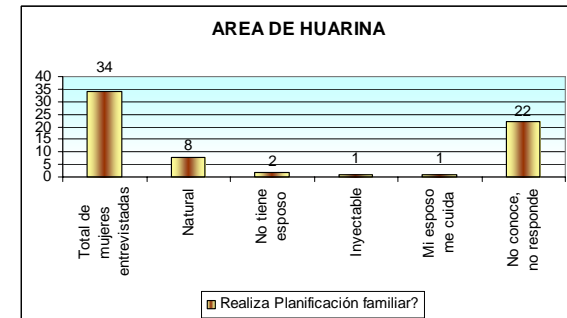 AREA DE HUARINA
40
35
30
25
20
15
10
5
0
34
8
2
1
1
22
Total de
mujeres
entrevistadas
Natural
No tiene
esposo
Inyectable
Mi esposo
me cuida
No conoce,
no responde
Realiza Planificación familiar?